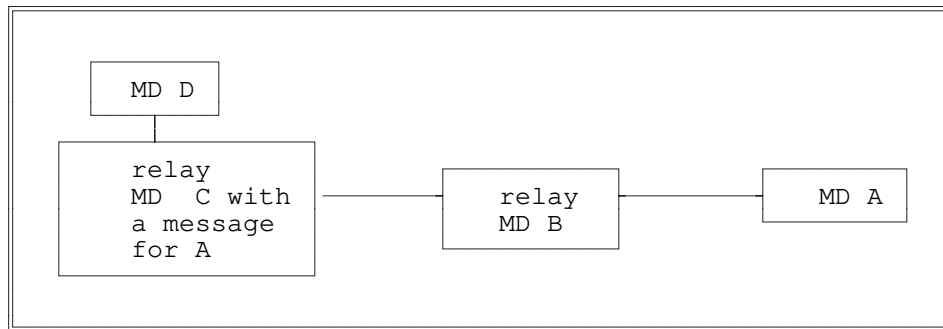 MD D
relay
MD C with
a message
for A
relay
MD B
MD A